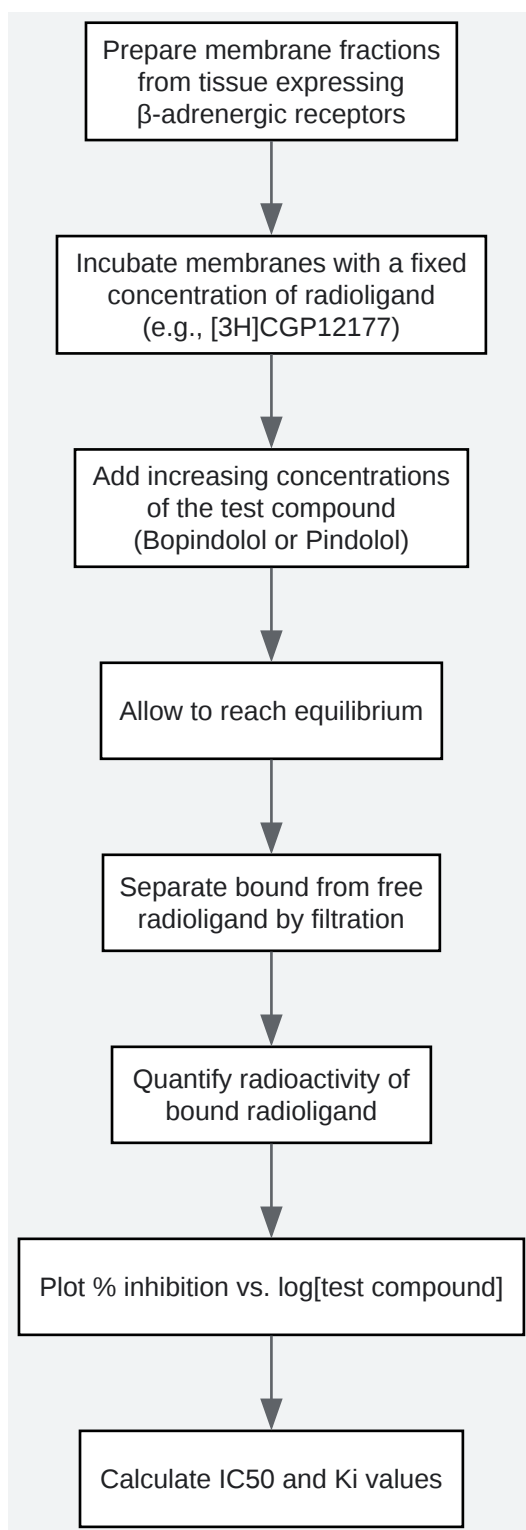 Prepare membrane fractions
from tissue expressing
β-adrenergic receptors
Incubate membranes with a fixed
concentration of radioligand
(e.g., [3H]CGP12177)
Add increasing concentrations
of the test compound
(Bopindolol or Pindolol)
Allow to reach equilibrium
Separate bound from free
radioligand by filtration
Quantify radioactivity of
bound radioligand
Plot % inhibition vs. log[test compound]
Calculate IC50 and Ki values